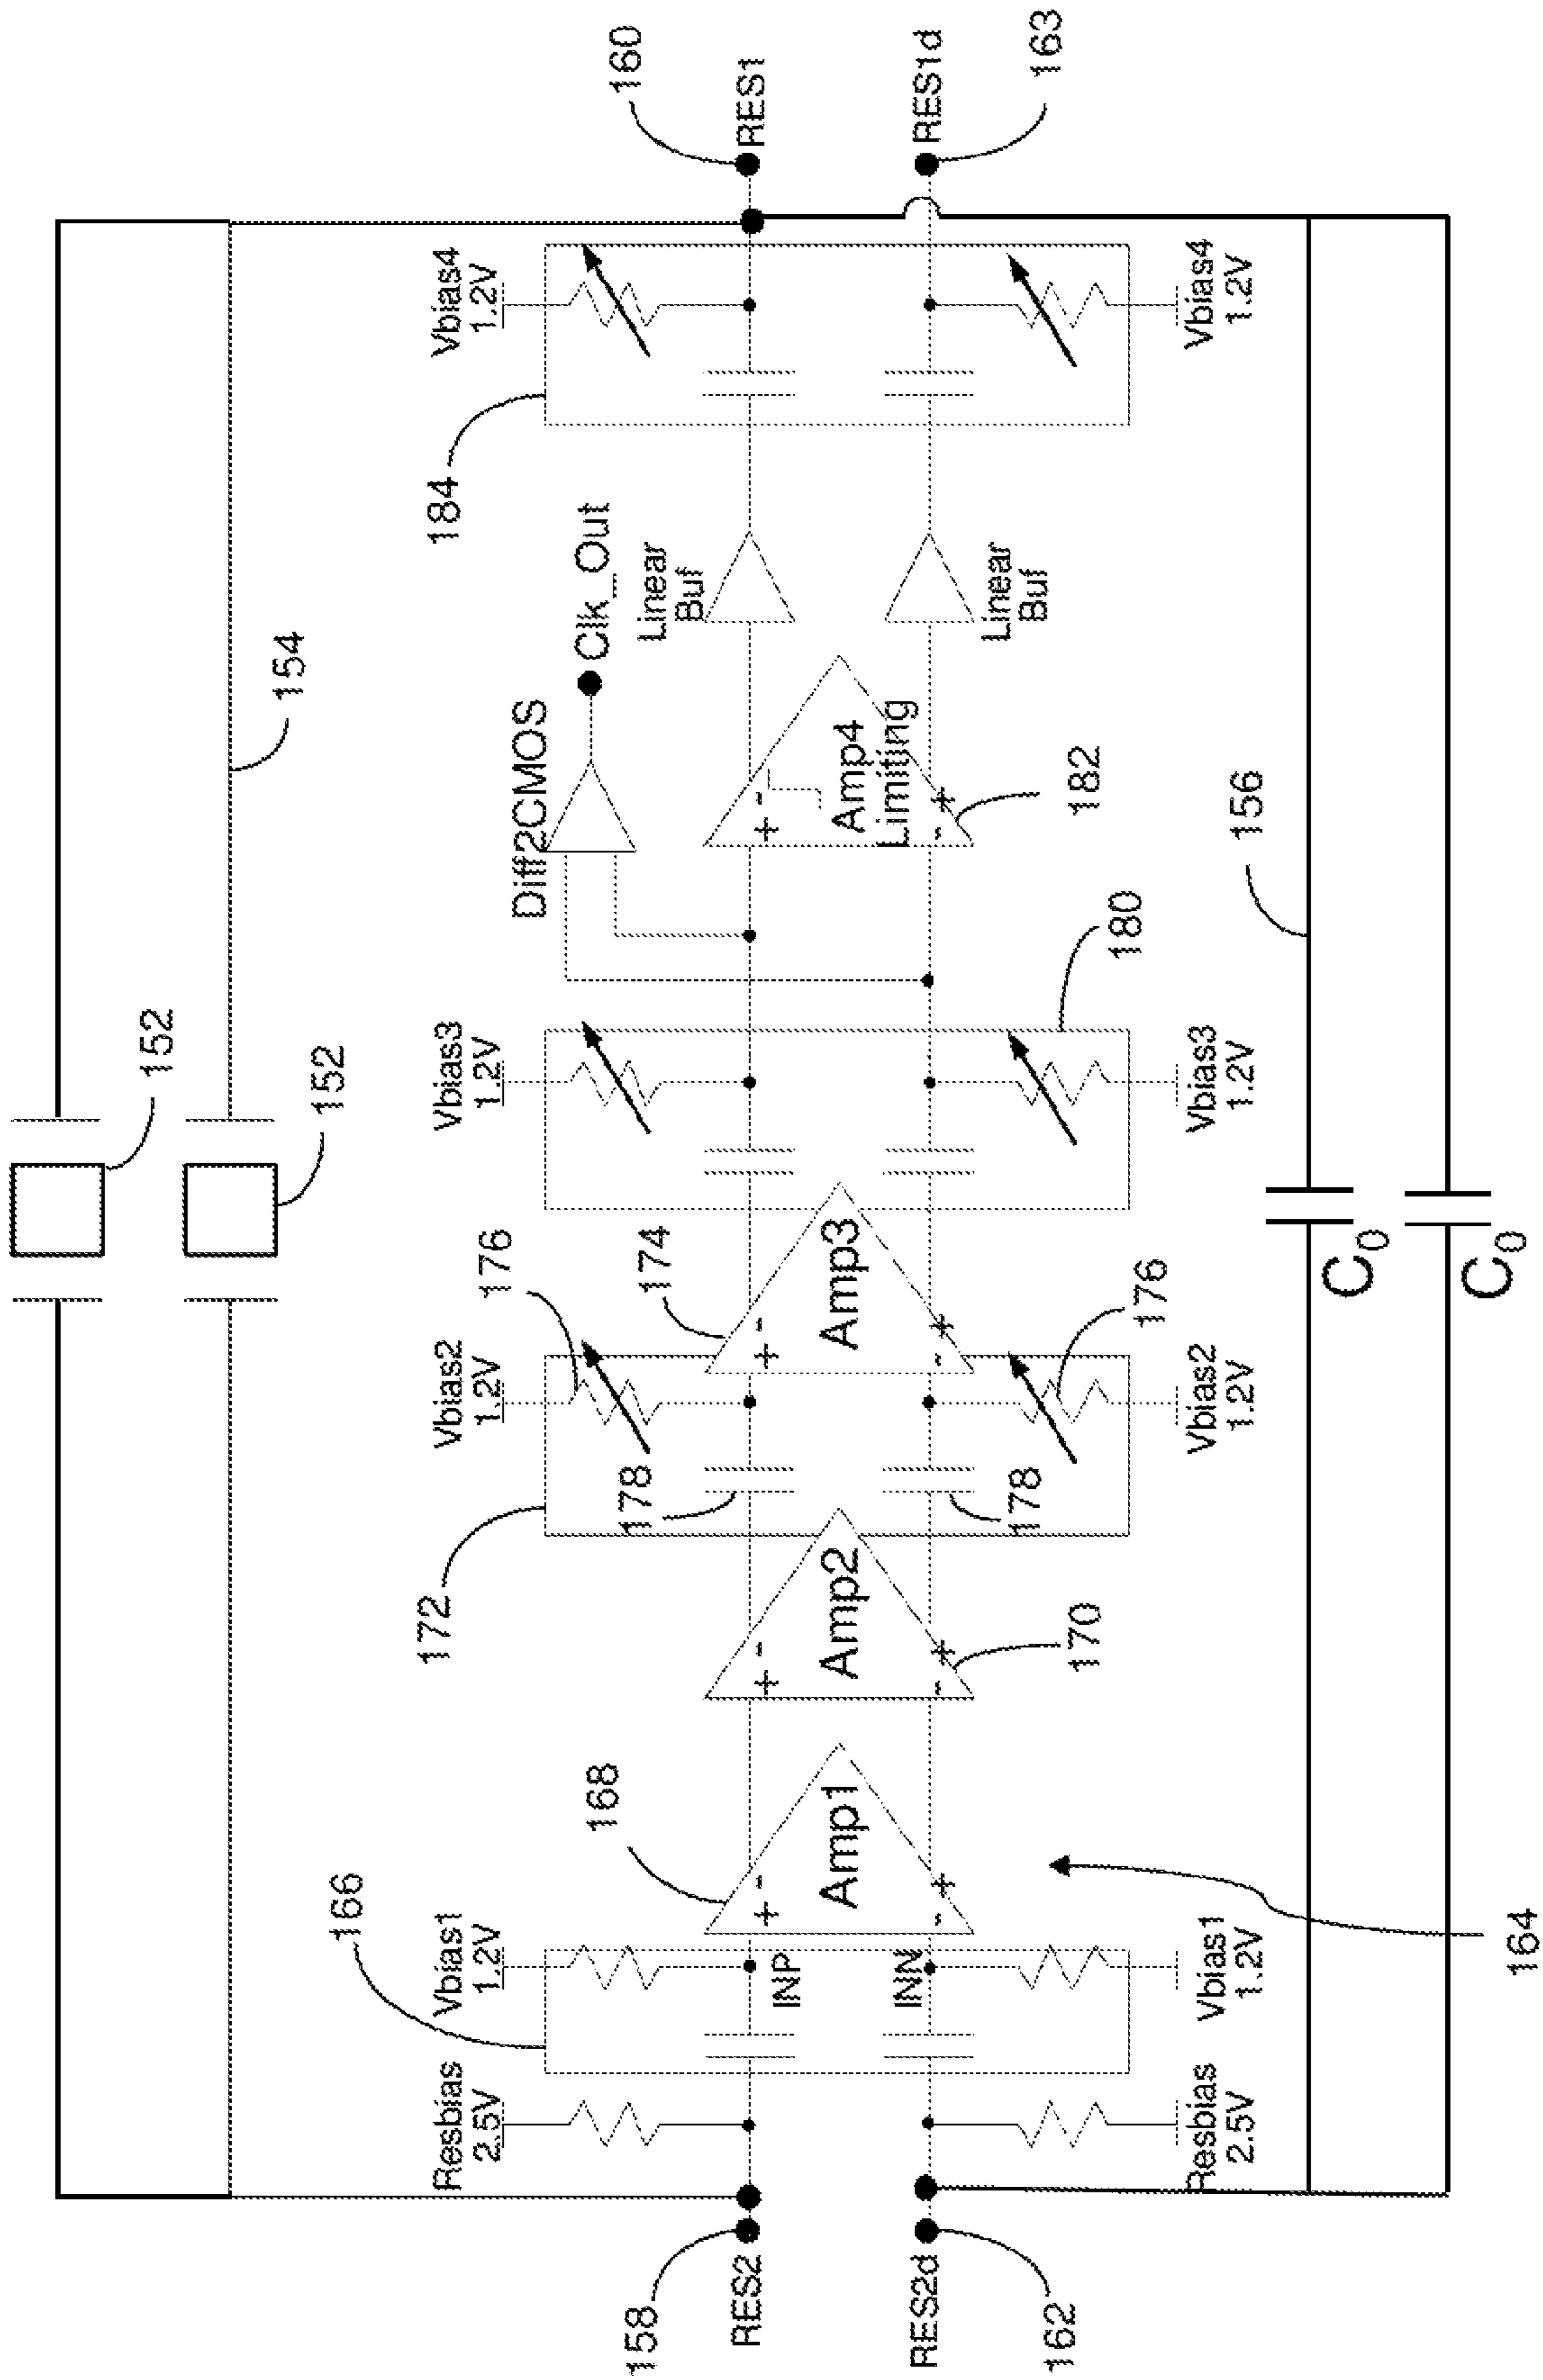 152
152
154
160
RES1
RES1d
163
Vbias4
1.2V
184
Clk_Out
Linear
Buf
Diff2CMOS
Linear
Buf
Vbias4
1.2V
+ -
Amp4
Limiting
- +
182
156
180
Vbias3
1.2V
Vbias3
1.2V
176
174
Vbias2
1.2V
+ -
Amp3
- +
176
Vbias2
1.2V
178
178
172
+ -
Amp2
- +
170
C0
C0
168
+ -
Amp1
- +
166
Vbias1
1.2V
INP
INN
Vbias1
1.2V
164
Resbias
2.5V
Resbias
2.5V
158
RES2
RES2d
162